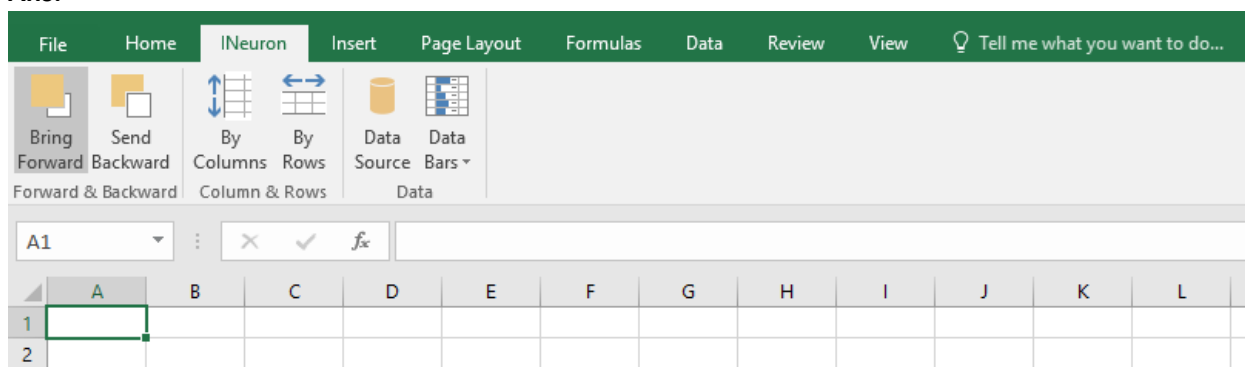 File Home INeuron Insert Page Layout Formulas Data Review View Tell me what you want to do...
Bring Send By By Data Data
Forward Backward Columns Rows Source Bars
Forward & Backward Column & Rows Data
A1 fx
A B C D E F G H I J K L
1
2